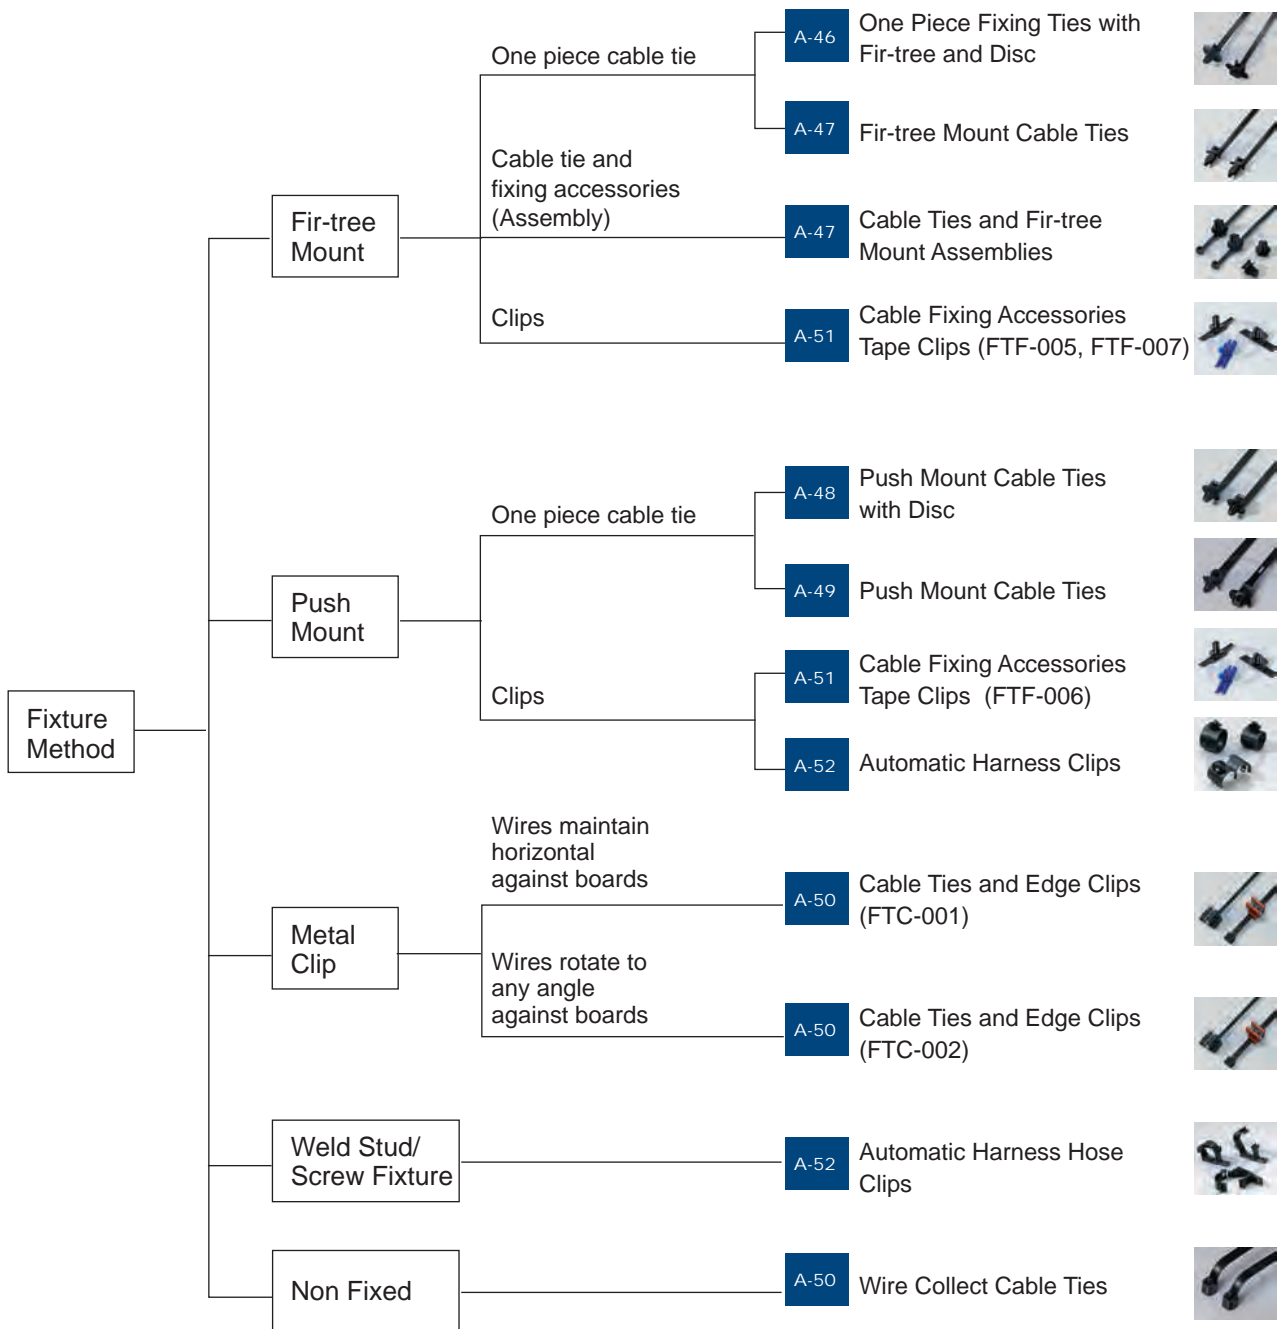 Fixture
Method
Fir-tree
Mount
One piece cable tie
A-46
One Piece Fixing Ties with
Fir-tree and Disc
A-47
Fir-tree Mount Cable Ties
Cable tie and
fixing accessories
(Assembly)
A-47
Cable Ties and Fir-tree
Mount Assemblies
Clips
A-51
Cable Fixing Accessories
Tape Clips (FTF-005, FTF-007)
Push
Mount
One piece cable tie
A-48
Push Mount Cable Ties
with Disc
A-49
Push Mount Cable Ties
Clips
A-51
Cable Fixing Accessories
Tape Clips (FTF-006)
A-52
Automatic Harness Clips
Metal
Clip
Wires maintain
horizontal
against boards
A-50
Cable Ties and Edge Clips
(FTC-001)
Wires rotate to
any angle
against boards
A-50
Cable Ties and Edge Clips
(FTC-002)
Weld Stud/
Screw Fixture
A-52
Automatic Harness Hose
Clips
Non Fixed
A-50
Wire Collect Cable Ties